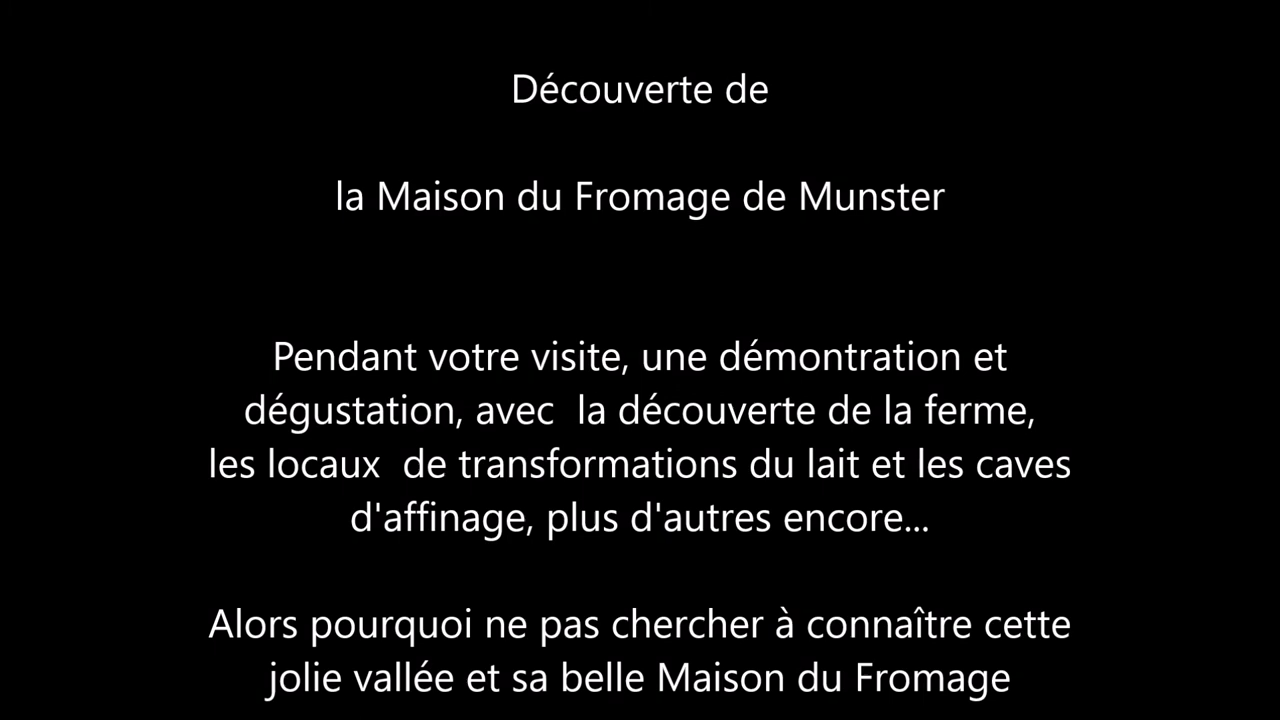 Découverte de
la Maison du Fromage de Munster
Pendant votre visite, une démontration et
dégustation, avec  la découverte de la ferme,
les locaux  de transformations du lait et les caves
d'affinage, plus d'autres encore...
Alors pourquoi ne pas chercher à connaître cette
jolie vallée et sa belle Maison du Fromage